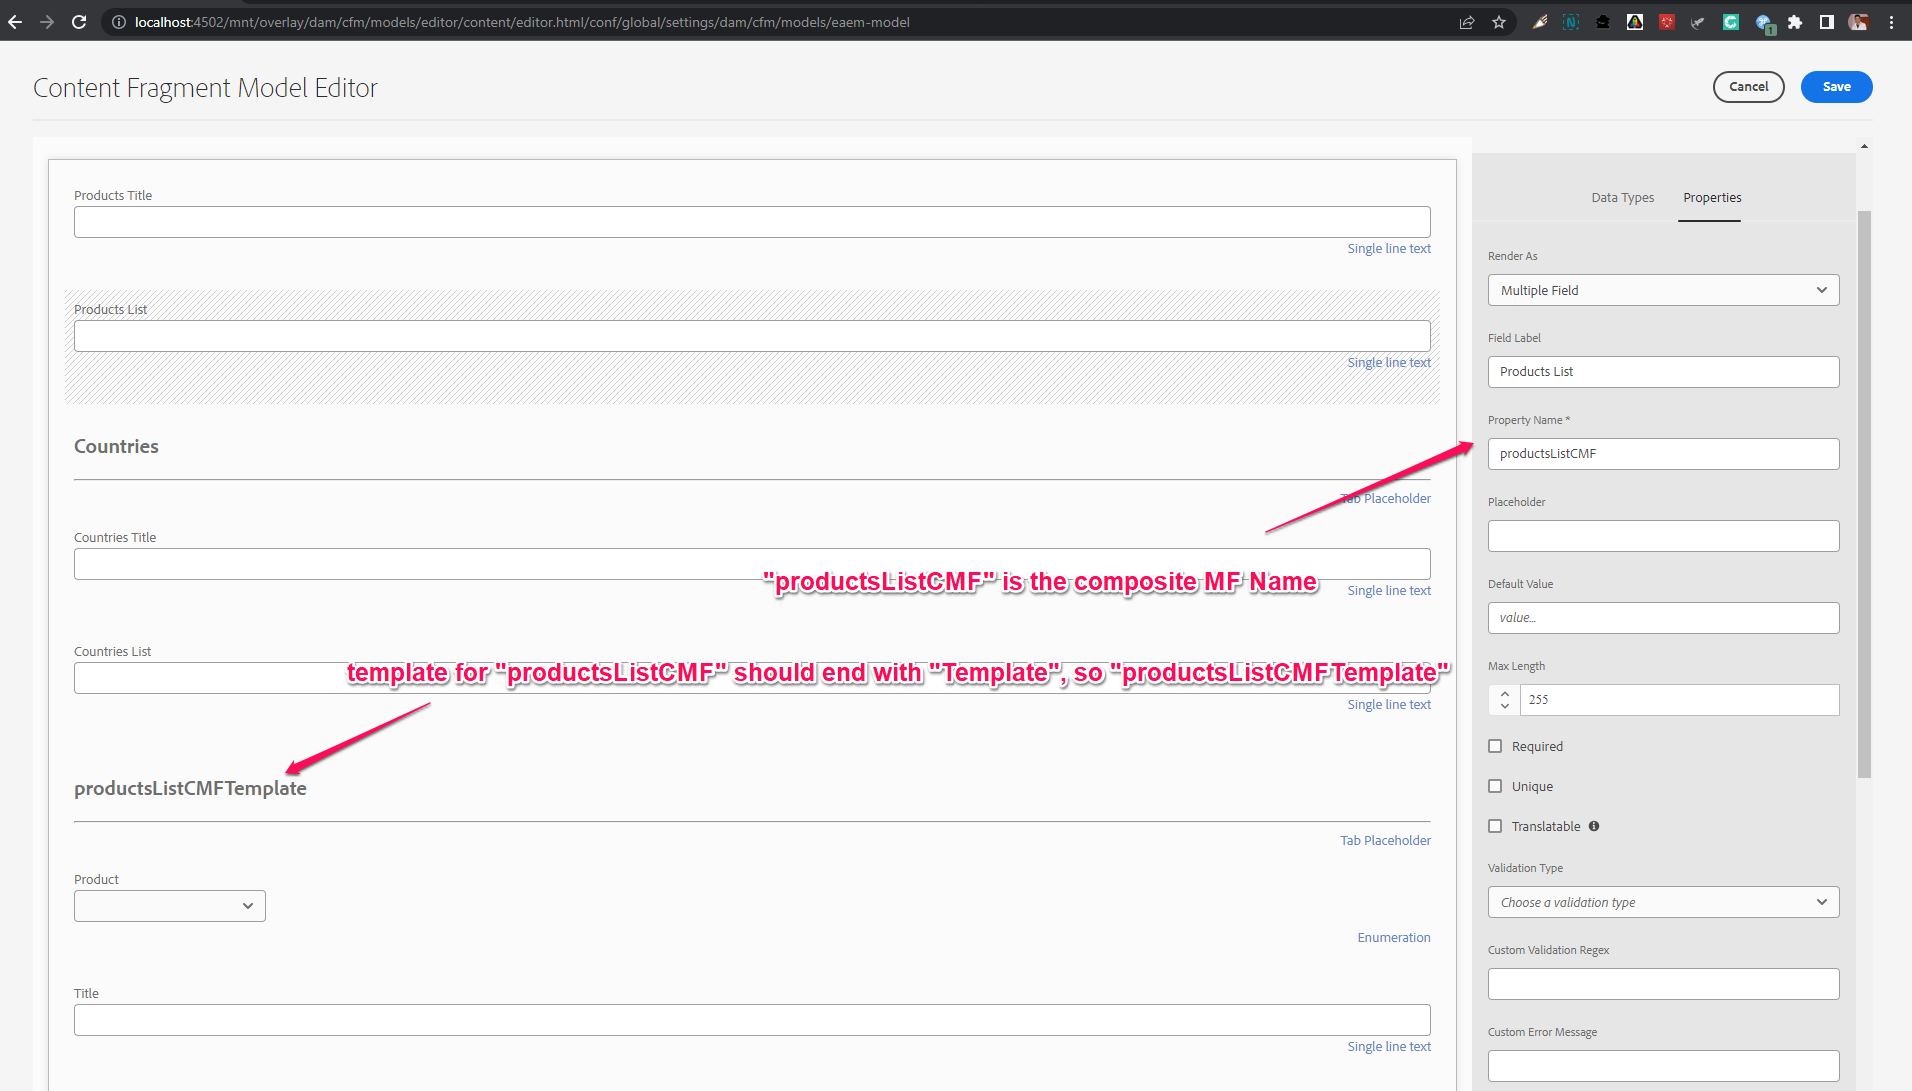 localhost:4502/mnt/overlay/dam/cfm/models/editor/content/editor.html/conf/global/settings/dam/cfm/models/eaem-model
1
Content Fragment Model Editor
Cancel
Save
Products Title
Single line text
Products List
Single line text
Countries
Tab Placeholder
Countries Title
"productsListCMF" is the composite MF Name
Single line text
Countries List
template for "productsListCMF" should end with "Template", so "productsListCMFTemplate"
Single line text
productsListCMFTemplate
Tab Placeholder
Product
Enumeration
Title
Single line text
Data Types
Properties
Render As
Multiple Field
Field Label
Products List
Property Name *
productsListCMF
Placeholder
Default Value
value...
Max Length
255
Required
Unique
Translatable
Validation Type
Choose a validation type
Custom Validation Regex
Custom Error Message